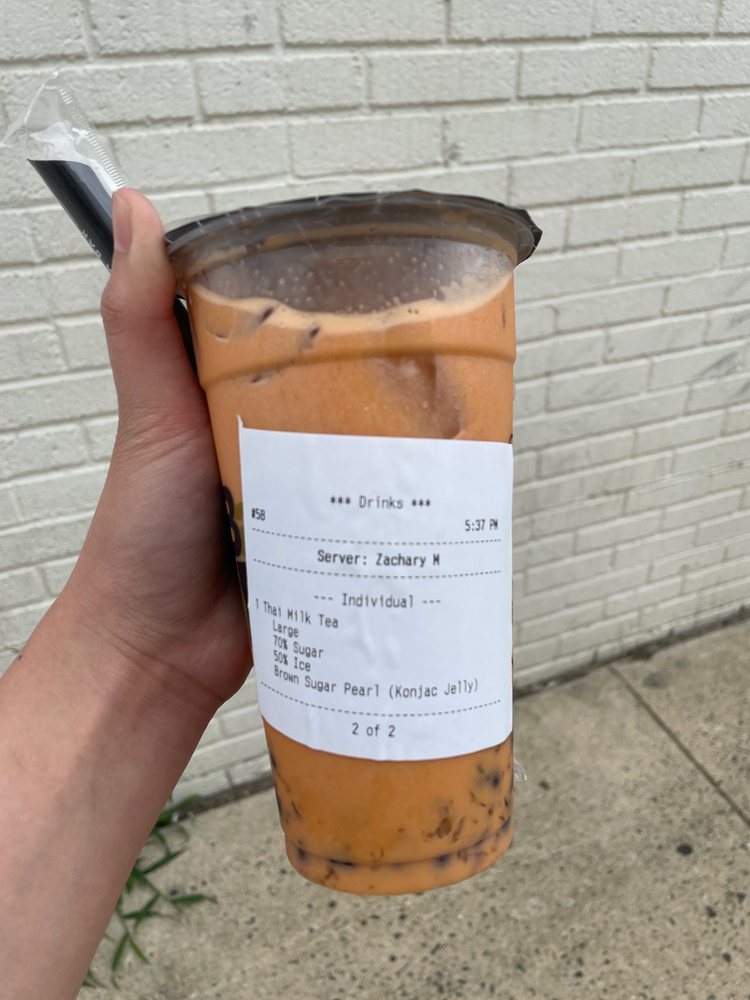 *** Drinks ***
#58 5:37 PM
Server: Zachary M
--- Individual ---
1 Thai Milk Tea
Large
70% Sugar
50% Ice
Brown Sugar Pearl (Konjac Jelly)
2 of 2